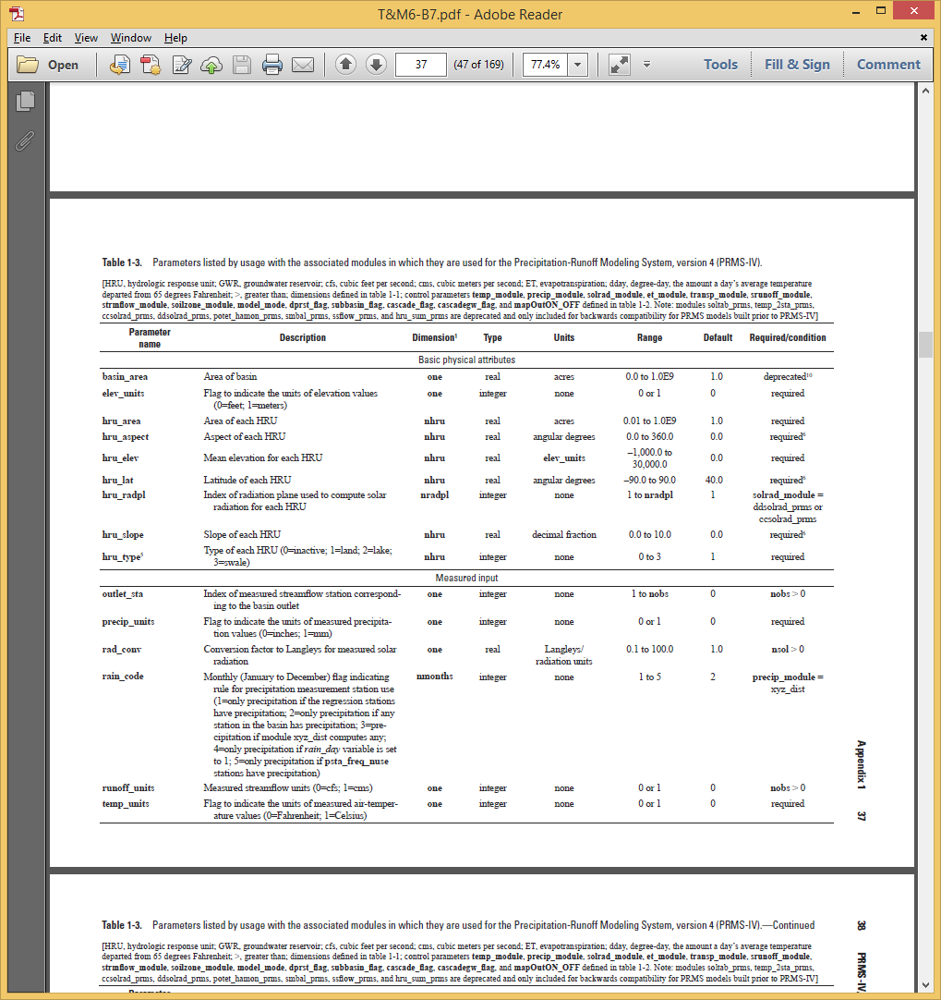 T&M6-B7.pdf - Adobe Reader
File Edit View Window Help
Open 37 (47 of 169) 77.4% Tools Fill & Sign Comment
Table 1-3. Parameters listed by usage with the associated modules in which they are used for the Precipitation-Runoff Modeling System, version 4 (PRMS-IV).
[HRU, hydrologic response unit; GWR, groundwater reservoir; cfs, cubic feet per second; cms, cubic meters per second; ET, evapotranspiration; dday, degree-day, the amount a day's average temperature
departed from 65 degrees Fahrenheit; >, greater than; dimensions defined in table 1-1; control parameters temp_module, precip_module, solrad_module, et_module, transp_module, srunoff_module,
strmflow_module, soilzone_module, model_mode, dprst_flag, subbasin_flag, cascade_flag, cascadegw_flag, and mapOutON_OFF defined in table 1-2. Note: modules soltab_prms, temp_2sta_prms,
ccsolrad_prms, ddsolrad_prms, potet_hamon_prms, smbal_prms, ssflow_prms, and hru_sum_prms are deprecated and only included for backwards compatibility for PRMS models built prior to PRMS-IV]
Parameter name Description Dimension¹ Type Units Range Default Required/condition
Basic physical attributes
basin_area Area of basin one real acres 0.0 to 1.0E9 1.0 deprecated¹⁰
elev_units Flag to indicate the units of elevation values one integer none 0 or 1 0 required
(0=feet; 1=meters)
hru_area Area of each HRU nhru real acres 0.01 to 1.0E9 1.0 required
hru_aspect Aspect of each HRU nhru real angular degrees 0.0 to 360.0 0.0 required⁶
hru_elev Mean elevation for each HRU nhru real elev_units –1,000.0 to 30,000.0 0.0 required
hru_lat Latitude of each HRU nhru real angular degrees –90.0 to 90.0 40.0 required⁶
hru_radpl Index of radiation plane used to compute solar nradpl integer none 1 to nradpl 1 solrad_module =
radiation for each HRU ddsolrad_prms or
ccsolrad_prms
hru_slope Slope of each HRU nhru real decimal fraction 0.0 to 10.0 0.0 required⁶
hru_type⁵ Type of each HRU (0=inactive; 1=land; 2=lake; nhru integer none 0 to 3 1 required
3=swale)
Measured input
outlet_sta Index of measured streamflow station correspond- one integer none 1 to nobs 0 nobs > 0
ing to the basin outlet
precip_units Flag to indicate the units of measured precipita- one integer none 0 or 1 0 required
tion values (0=inches; 1=mm)
rad_conv Conversion factor to Langleys for measured solar one real Langleys/ 0.1 to 100.0 1.0 nsol > 0
radiation radiation units
rain_code Monthly (January to December) flag indicating nmonths integer none 1 to 5 2 precip_module =
rule for precipitation measurement station use xyz_dist
(1=only precipitation if the regression stations
have precipitation; 2=only precipitation if any
station in the basin has precipitation; 3=pre-
cipitation if module xyz_dist computes any;
4=only precipitation if rain_day variable is set
to 1; 5=only precipitation if psta_freq_nuse
stations have precipitation)
runoff_units Measured streamflow units (0=cfs; 1=cms) one integer none 0 or 1 0 nobs > 0
temp_units Flag to indicate the units of measured air-temper- one integer none 0 or 1 0 required
ature values (0=Fahrenheit; 1=Celsius)
Appendix 1 37
Table 1-3. Parameters listed by usage with the associated modules in which they are used for the Precipitation-Runoff Modeling System, version 4 (PRMS-IV).—Continued
[HRU, hydrologic response unit; GWR, groundwater reservoir; cfs, cubic feet per second; cms, cubic meters per second; ET, evapotranspiration; dday, degree-day, the amount a day's average temperature
departed from 65 degrees Fahrenheit; >, greater than; dimensions defined in table 1-1; control parameters temp_module, precip_module, solrad_module, et_module, transp_module, srunoff_module,
strmflow_module, soilzone_module, model_mode, dprst_flag, subbasin_flag, cascade_flag, cascadegw_flag, and mapOutON_OFF defined in table 1-2. Note: modules soltab_prms, temp_2sta_prms,
ccsolrad_prms, ddsolrad_prms, potet_hamon_prms, smbal_prms, ssflow_prms, and hru_sum_prms are deprecated and only included for backwards compatibility for PRMS models built prior to PRMS-IV]
38 PRMS-IV